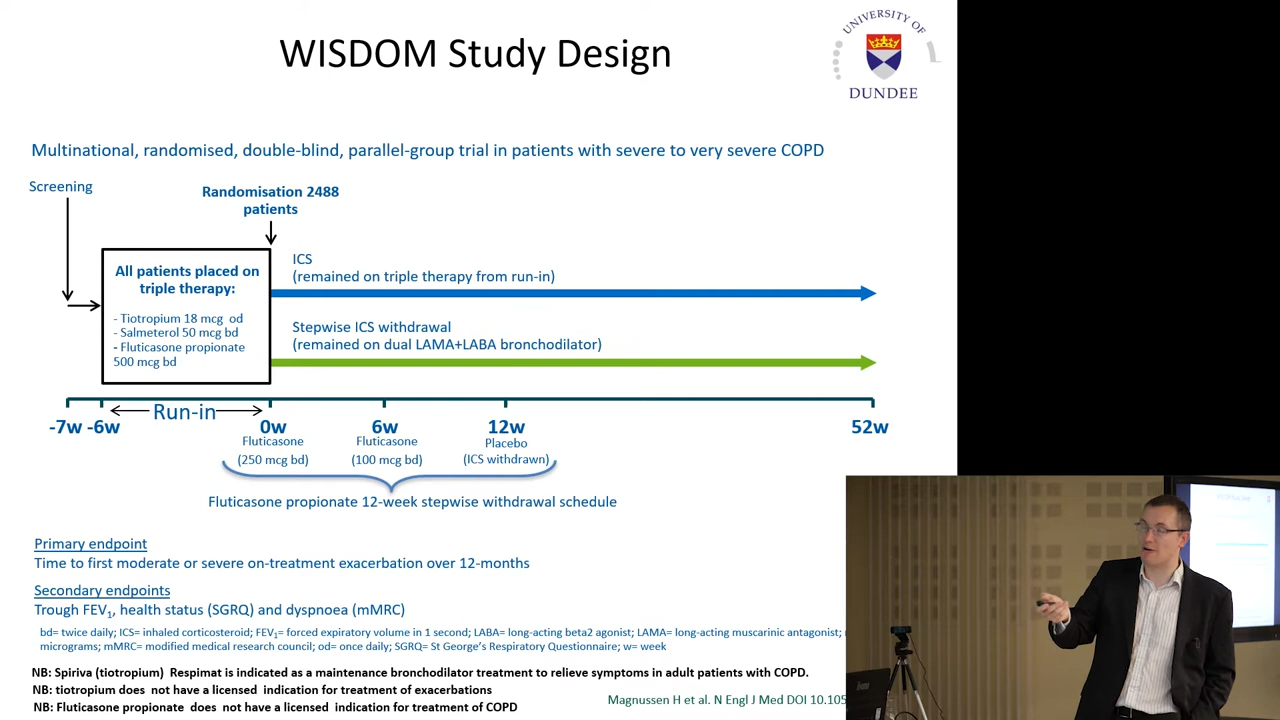 WISDOM Study Design
UNIVERSITY OF
DUNDEE
Multinational, randomised, double-blind, parallel-group trial in patients with severe to very severe COPD
Screening
Randomisation 2488
patients
All patients placed on
triple therapy:
- Tiotropium 18 mcg od
- Salmeterol 50 mcg bd
- Fluticasone propionate
500 mcg bd
ICS
(remained on triple therapy from run-in)
Stepwise ICS withdrawal
(remained on dual LAMA+LABA bronchodilator)
Run-in
-7w -6w 0w 6w 12w 52w
Fluticasone Fluticasone Placebo
(250 mcg bd) (100 mcg bd) (ICS withdrawn)
Fluticasone propionate 12-week stepwise withdrawal schedule
Primary endpoint
Time to first moderate or severe on-treatment exacerbation over 12-months
Secondary endpoints
Trough FEV1, health status (SGRQ) and dyspnoea (mMRC)
bd= twice daily; ICS= inhaled corticosteroid; FEV1= forced expiratory volume in 1 second; LABA= long-acting beta2 agonist; LAMA= long-acting muscarinic antagonist;
micrograms; mMRC= modified medical research council; od= once daily; SGRQ= St George's Respiratory Questionnaire; w= week
NB: Spiriva (tiotropium) Respimat is indicated as a maintenance bronchodilator treatment to relieve symptoms in adult patients with COPD.
NB: tiotropium does not have a licensed indication for treatment of exacerbations
NB: Fluticasone propionate does not have a licensed indication for treatment of COPD
Magnussen H et al. N Engl J Med DOI 10.105